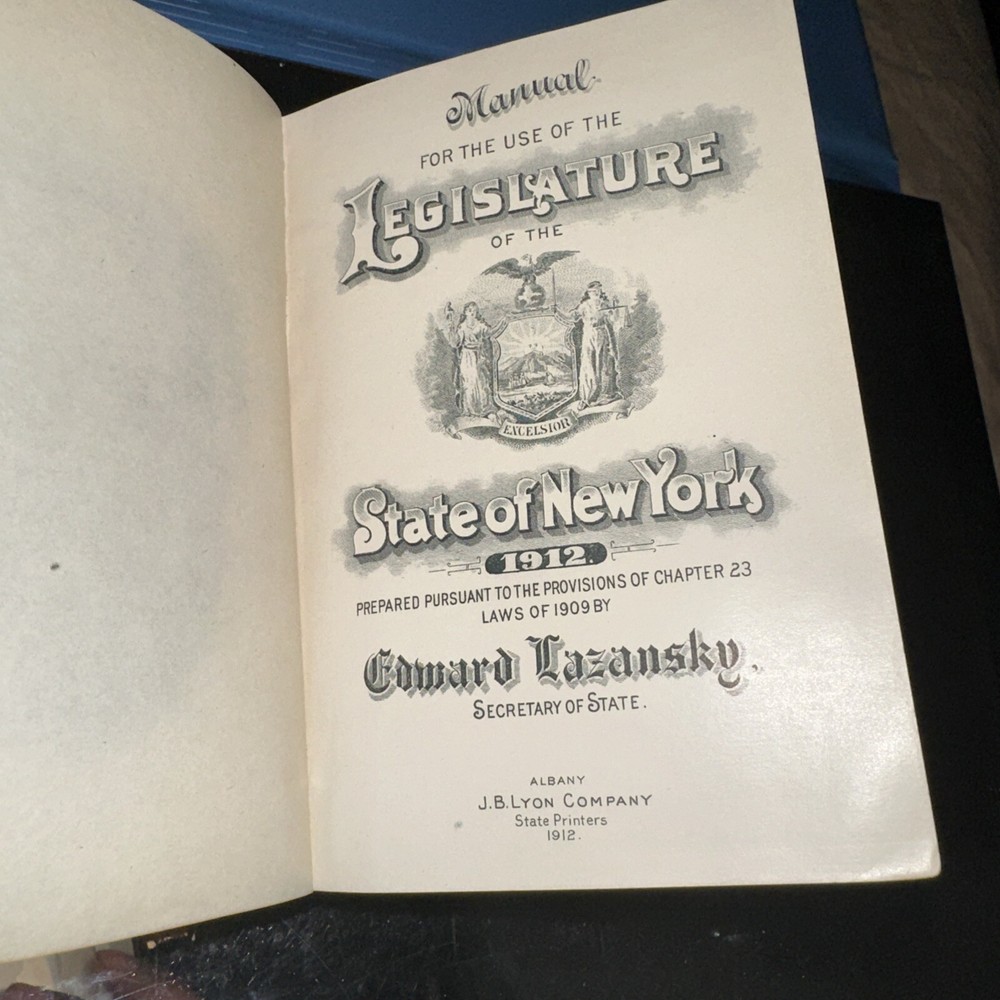 Manual
FOR THE USE OF THE
LEGISLATURE
OF THE
EXCELSIOR
State of New York
1912.
PREPARED PURSUANT TO THE PROVISIONS OF CHAPTER 23
LAWS OF 1909 BY
Edward Lazansky,
SECRETARY OF STATE.
ALBANY
J.B. LYON COMPANY
State Printers
1912.